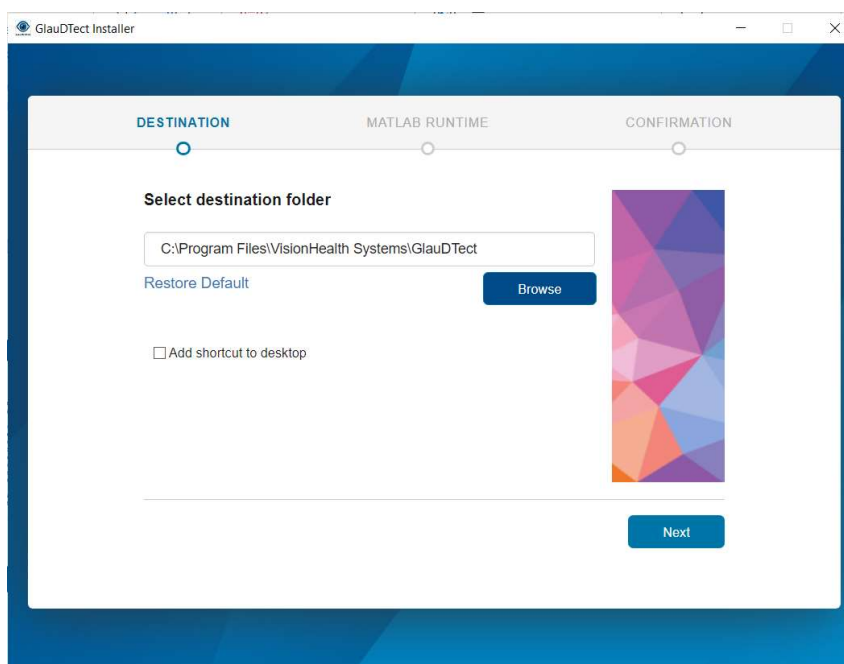 GlauDTect Installer
DESTINATION
MATLAB RUNTIME
CONFIRMATION
Select destination folder
C:\Program Files\VisionHealth Systems\GlauDTect
Restore Default
Browse
Add shortcut to desktop
Next